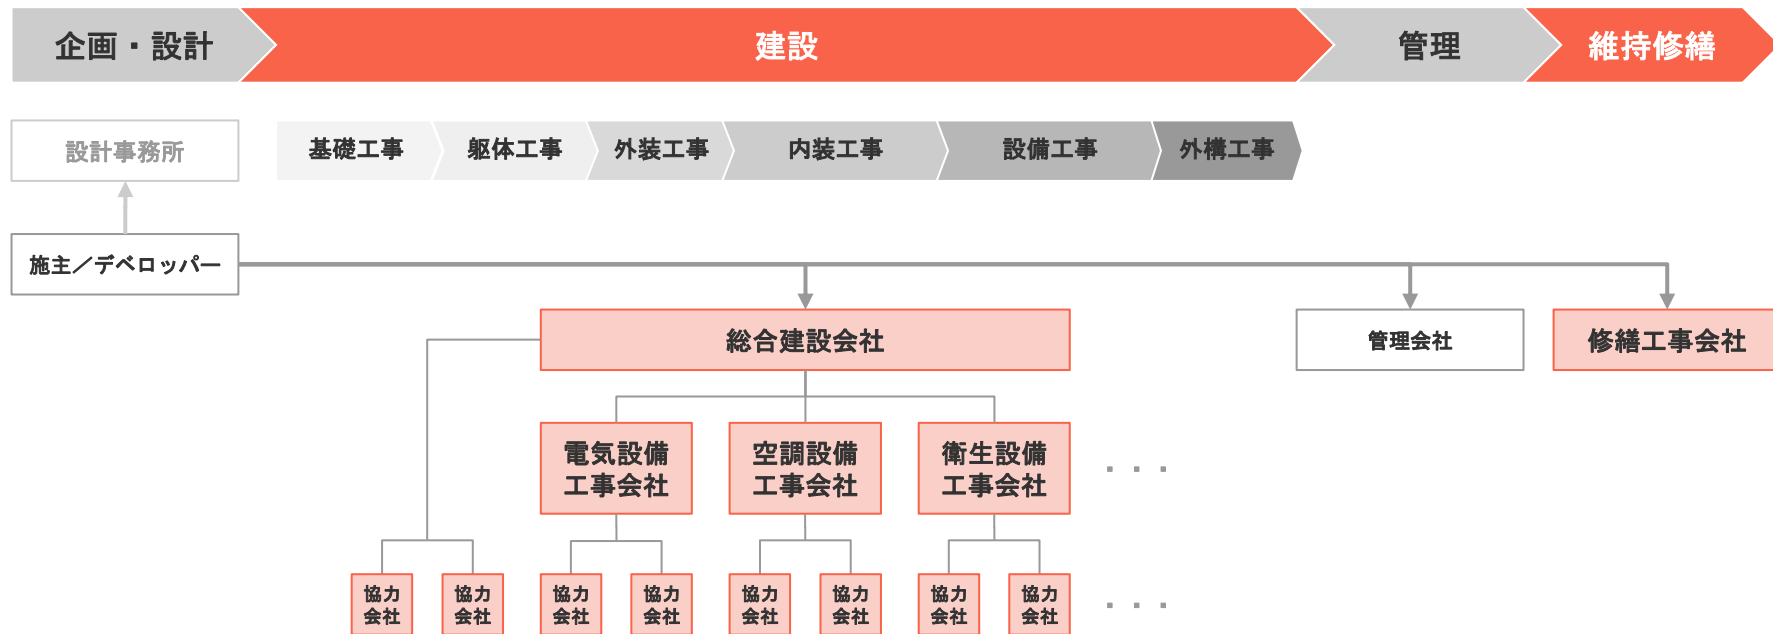 企画・設計
建設
管理
維持修繕
設計事務所
基礎工事
躯体工事
外装工事
内装工事
設備工事
外構工事
施主／デベロッパー
総合建設会社
管理会社
修繕工事会社
電気設備
工事会社
空調設備
工事会社
衛生設備
工事会社
・・・
協力
会社
協力
会社
協力
会社
協力
会社
協力
会社
協力
会社
協力
会社
協力
会社
・・・